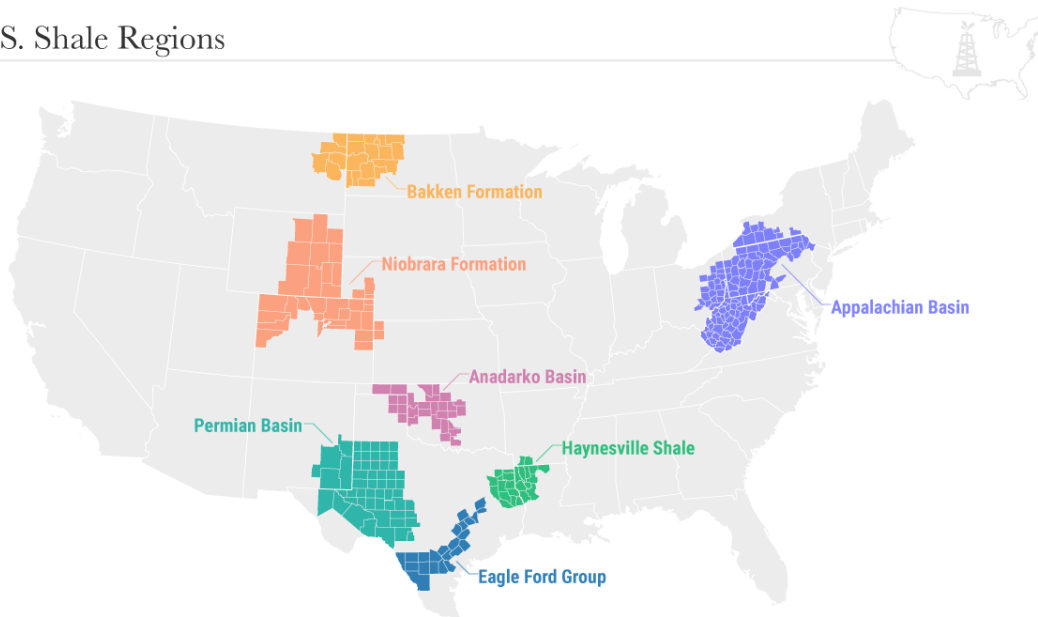 S. Shale Regions
Bakken Formation
Niobrara Formation
Appalachian Basin
Anadarko Basin
Permian Basin
Haynesville Shale
Eagle Ford Group